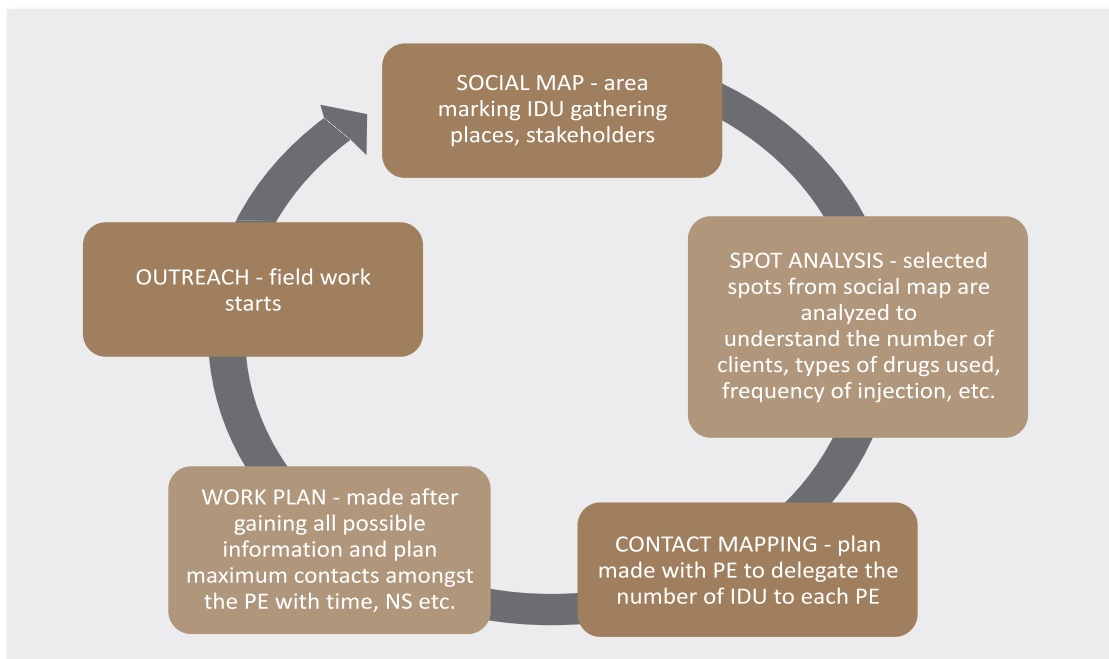 SOCIAL MAP - area
marking IDU gathering
places, stakeholders
SPOT ANALYSIS - selected
spots from social map are
analyzed to
understand the number of
clients, types of drugs used,
frequency of injection, etc.
CONTACT MAPPING - plan
made with PE to delegate the
number of IDU to each PE
WORK PLAN - made after
gaining all possible
information and plan
maximum contacts amongst
the PE with time, NS etc.
OUTREACH - field work
starts